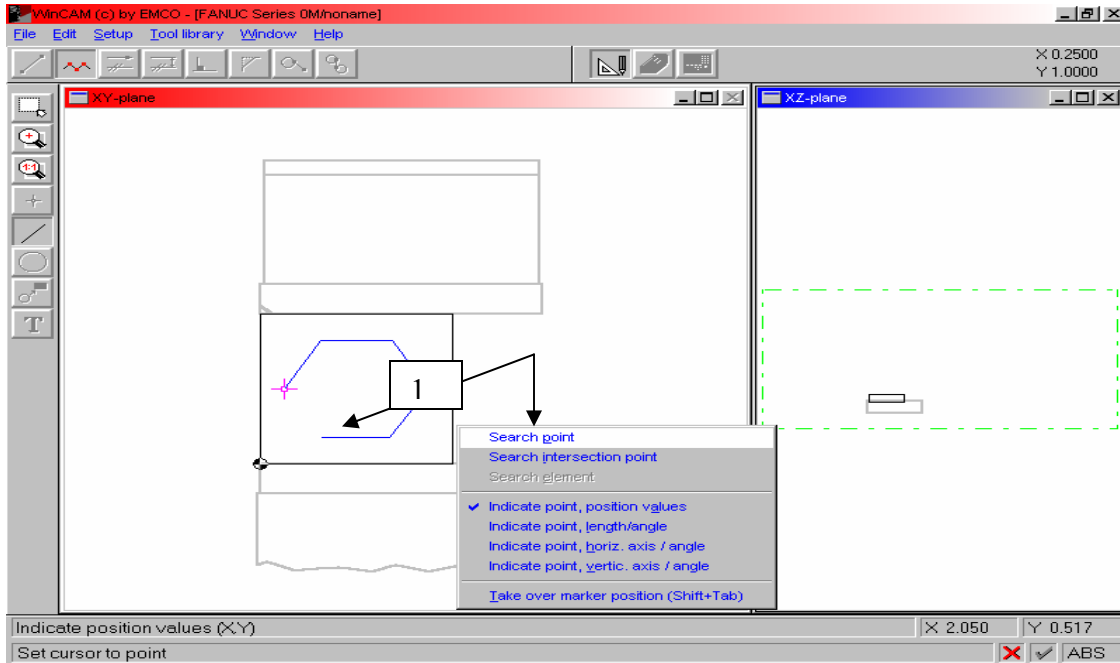 WinCAM (c) by EMCO - [FANUC Series 0M/noname]
File Edit Setup Tool library Window Help
X 0.2500
Y 1.0000
XY-plane
XZ-plane
1:1
T
1
Search point
Search intersection point
Search element
Indicate point, position values
Indicate point, length/angle
Indicate point, horiz. axis / angle
Indicate point, vertic. axis / angle
Take over marker position (Shift+Tab)
Indicate position values (X,Y) X 2.050 Y 0.517
Set cursor to point ABS